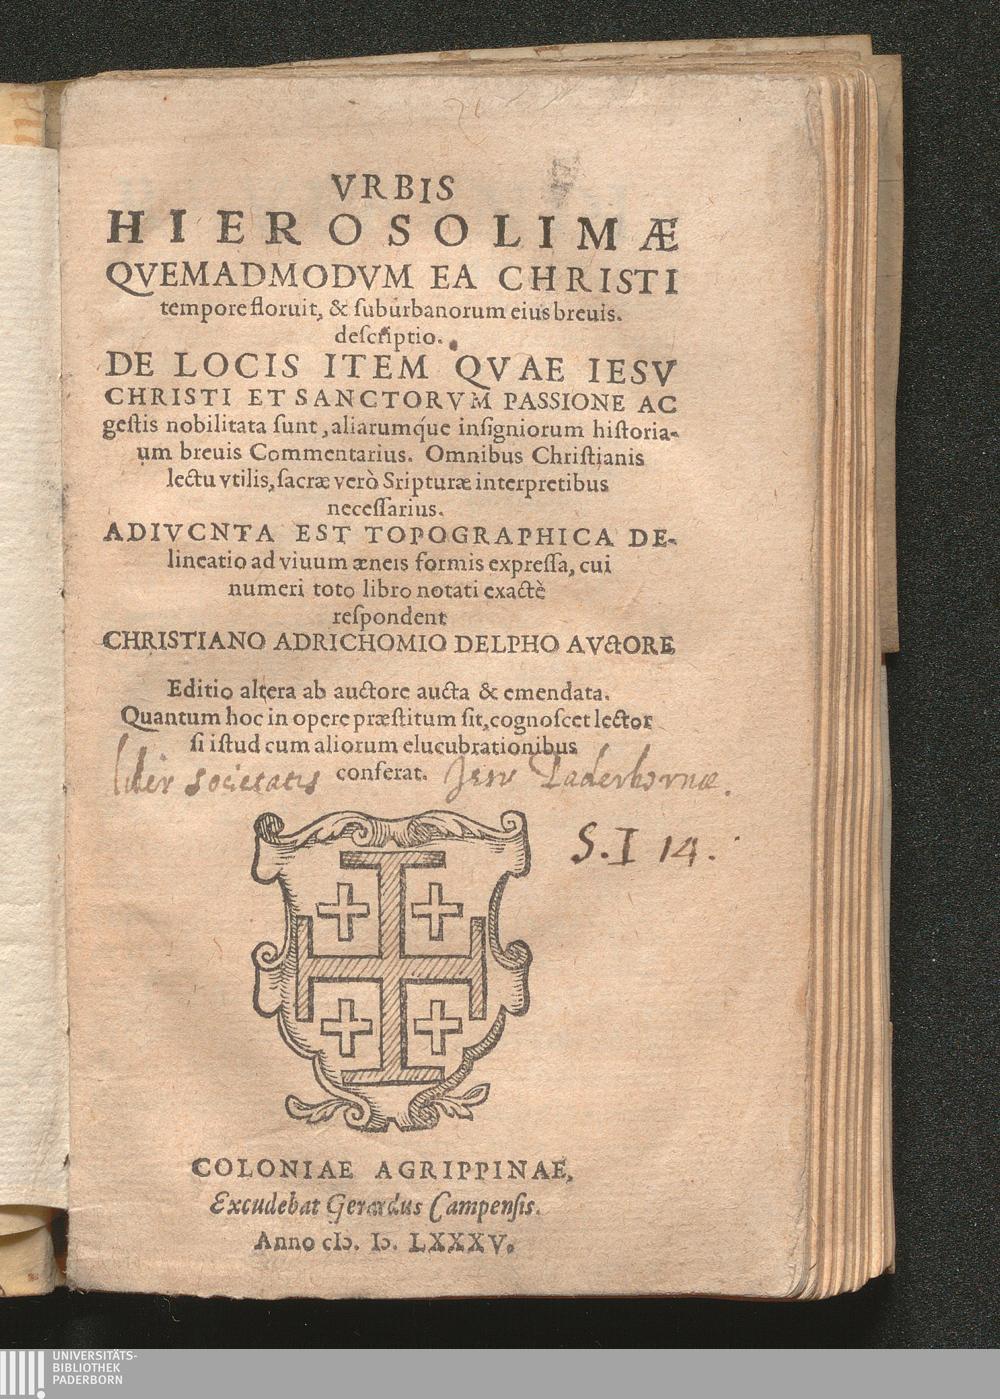 VRBIS
HIEROSOLIMÆ
QVEMADMODVM EA CHRISTI
tempore floruit, & suburbanorum eius breuis.
descriptio.
DE LOCIS ITEM QVAE IESV
CHRISTI ET SANCTORVM PASSIONE AC
gestis nobilitata sunt, aliarumq́ue insigniorum historia-
um breuis Commentarius. Omnibus Christianis
lectu vtilis, sacræ verò Sripturæ interpretibus
necessarius.
ADIVCNTA EST TOPOGRAPHICA DE-
lineatio ad viuum æneis formis expressa, cui
numeri toto libro notati exactè
respondent
CHRISTIANO ADRICHOMIO DELPHO AVctORE
Editio altera ab auctore aucta & emendata.
Quantum hoc in opere præstitum sit, cognoscet lector
si istud cum aliorum elucubrationibus
conferat.
liber societatis Jesu Paderbornæ.
S. I 14.
COLONIAE AGRIPPINAE,
Excudebat Gerardus Campensis.
Anno cIↄ. Iↄ. LXXXV.
UNIVERSITÄTS-
BIBLIOTHEK
PADERBORN